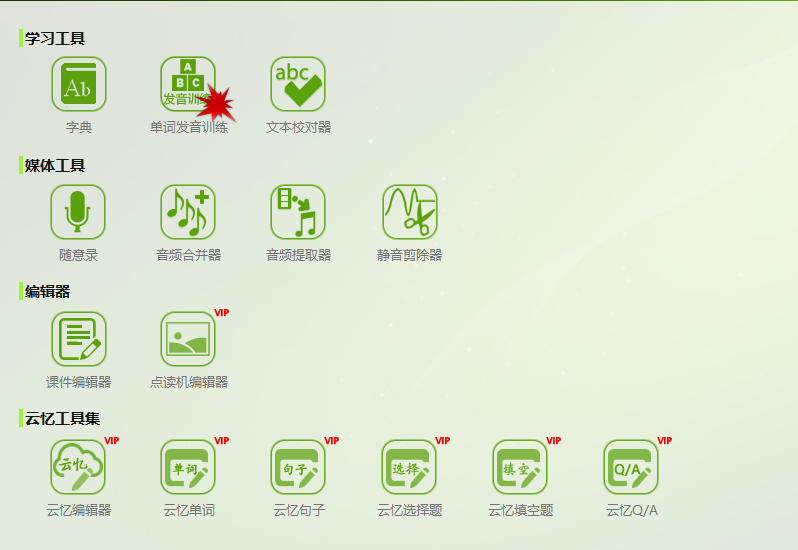 学习工具
Ab
A
B C
发音训练
abc
字典
单词发音训练
文本校对器
媒体工具
随意录
音频合并器
音频提取器
静音剪除器
编辑器
VIP
课件编辑器
点读机编辑器
云忆工具集
VIP VIP VIP VIP VIP VIP
云忆 单词 句子 选择 填空 Q/A
云忆编辑器 云忆单词 云忆句子 云忆选择题 云忆填空题 云忆Q/A